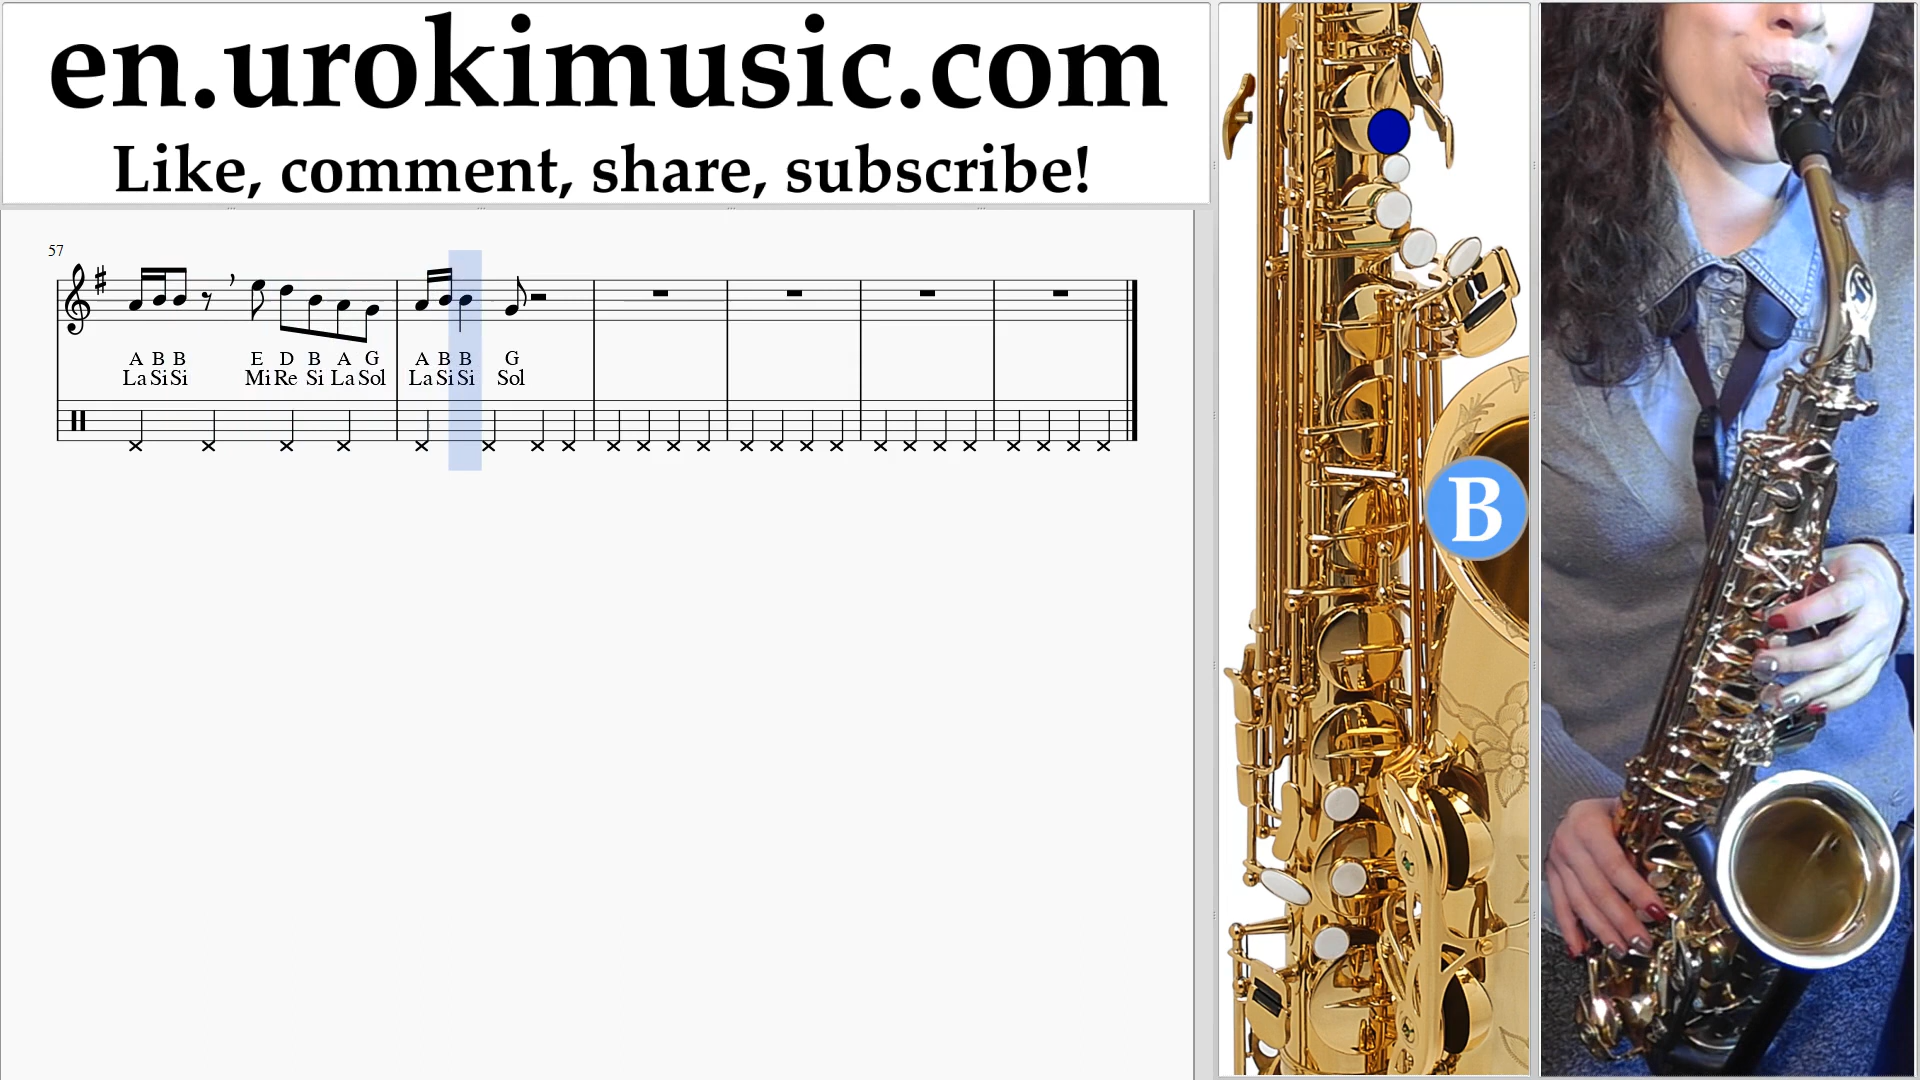 en.urokimusic.com
Like, comment, share, subscribe!
57
A B B E D B A G A B B G
La Si Si Mi Re Si La Sol La Si Si Sol
B